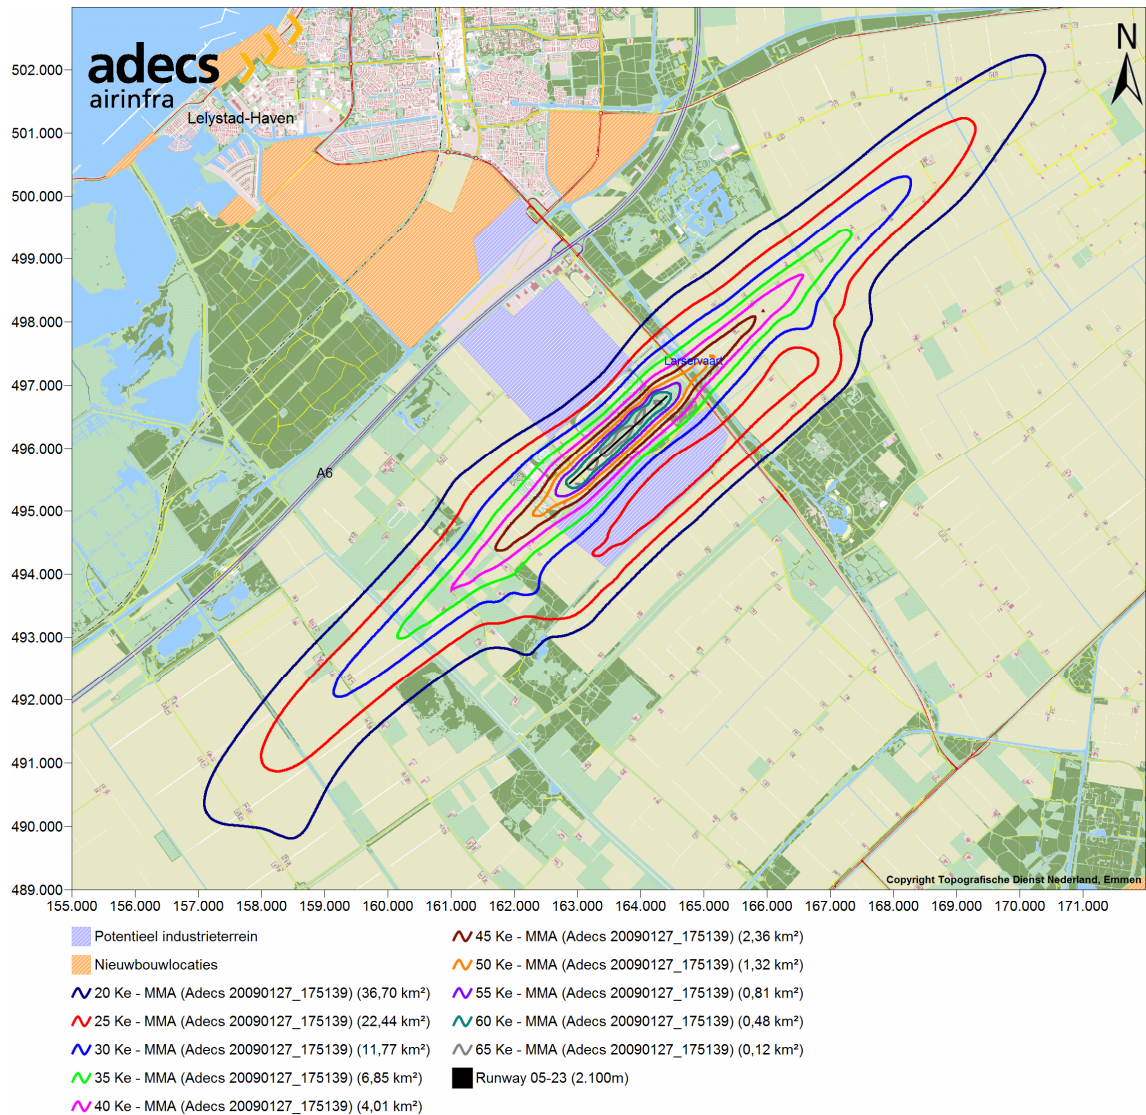 adecs
airinfra
Lelystad-Haven
N
Larservaart
A6
502.000
501.000
500.000
499.000
498.000
497.000
496.000
495.000
494.000
493.000
492.000
491.000
490.000
489.000
Copyright Topografische Dienst Nederland, Emmen
155.000 156.000 157.000 158.000 159.000 160.000 161.000 162.000 163.000 164.000 165.000 166.000 167.000 168.000 169.000 170.000 171.000
Potentieel industrieterrein
Nieuwbouwlocaties
20 Ke - MMA (Adecs 20090127_175139) (36,70 km²)
25 Ke - MMA (Adecs 20090127_175139) (22,44 km²)
30 Ke - MMA (Adecs 20090127_175139) (11,77 km²)
35 Ke - MMA (Adecs 20090127_175139) (6,85 km²)
40 Ke - MMA (Adecs 20090127_175139) (4,01 km²)
45 Ke - MMA (Adecs 20090127_175139) (2,36 km²)
50 Ke - MMA (Adecs 20090127_175139) (1,32 km²)
55 Ke - MMA (Adecs 20090127_175139) (0,81 km²)
60 Ke - MMA (Adecs 20090127_175139) (0,48 km²)
65 Ke - MMA (Adecs 20090127_175139) (0,12 km²)
Runway 05-23 (2.100m)